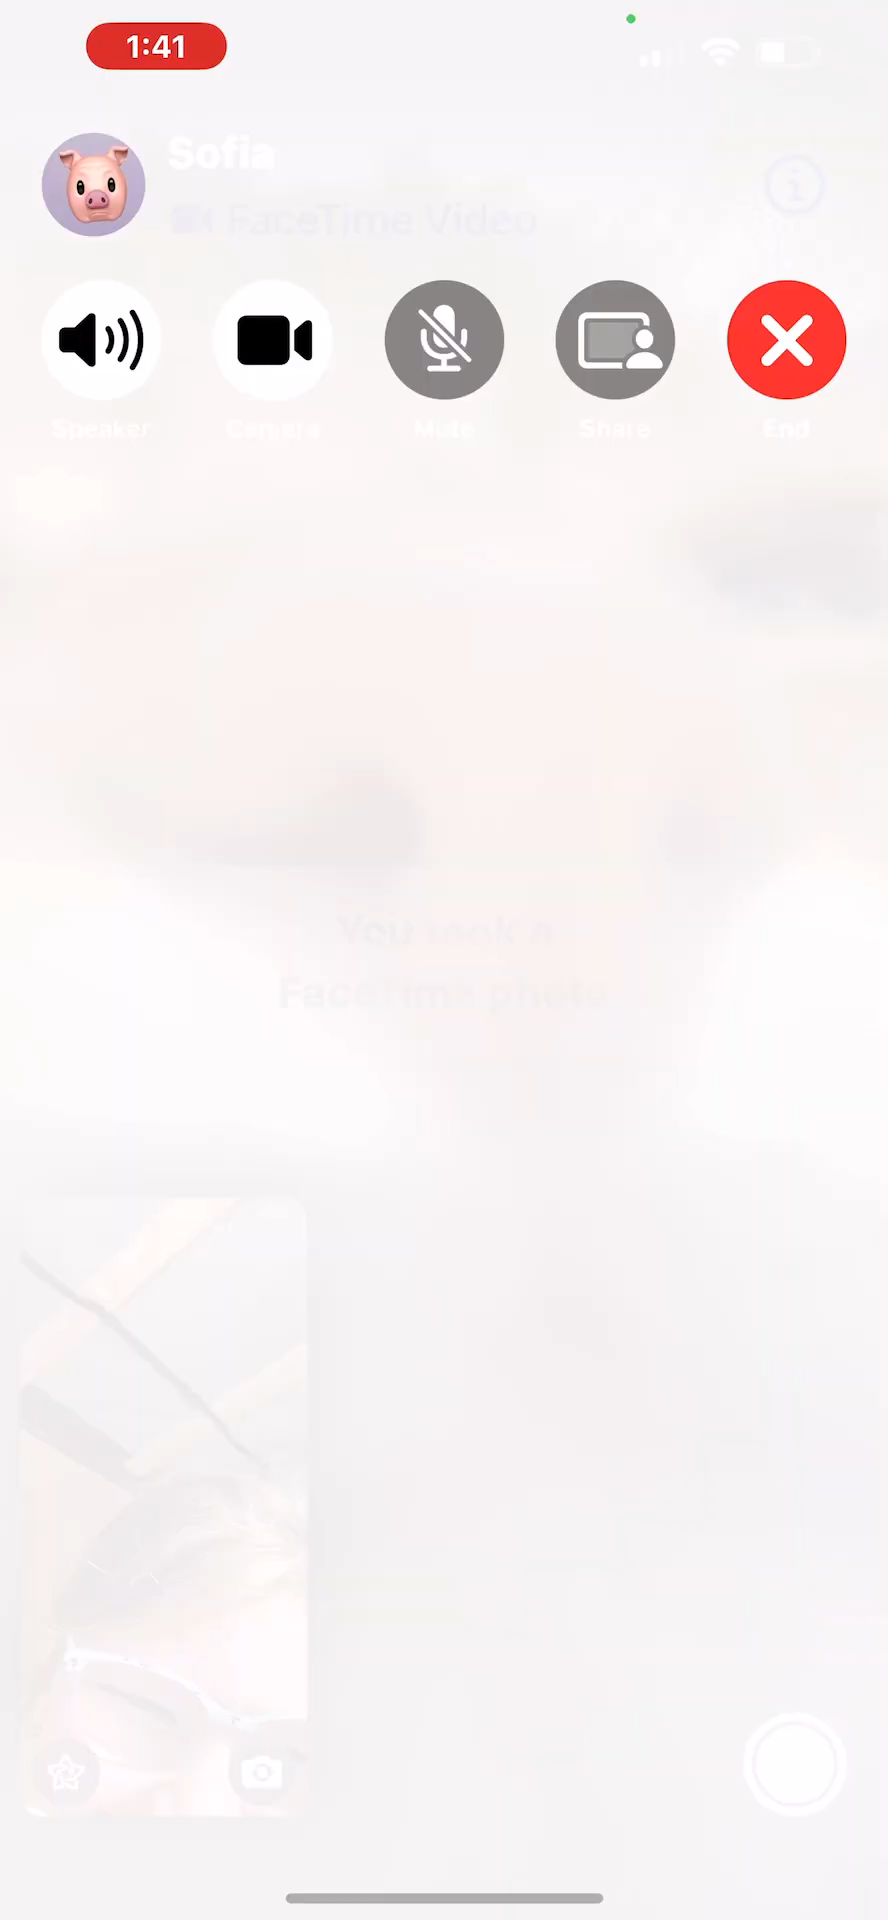 1:41
Sofia
FaceTime Video
Speaker Camera Mute Share End
You took a
FaceTime photo